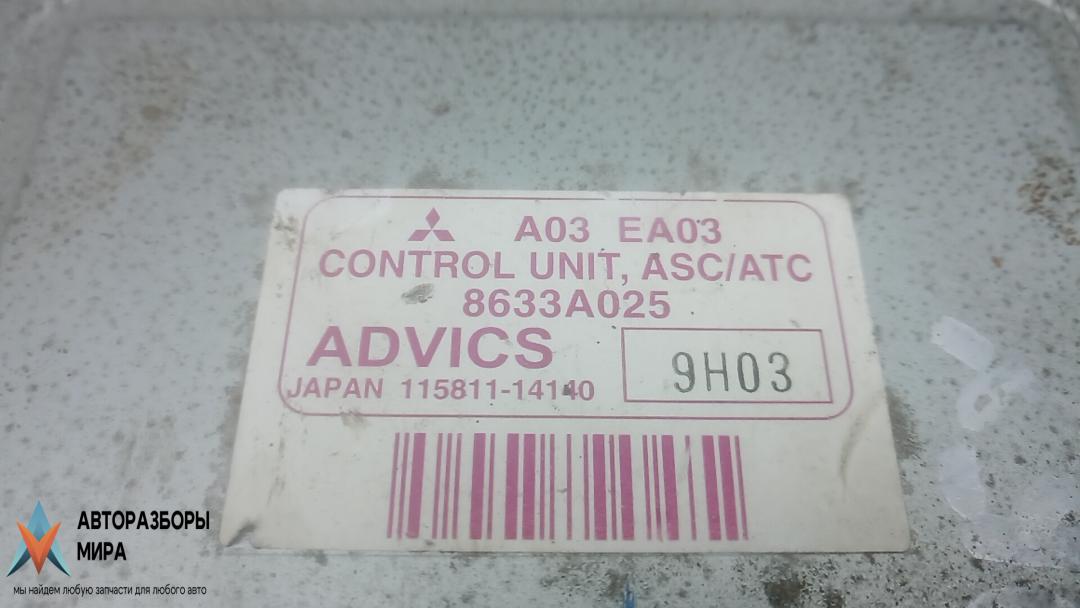 A03 EA03
CONTROL UNIT, ASC/ATC
8633A025
ADVICS
9H03
JAPAN 115811-14140
АВТОРАЗБОРЫ
МИРА
мы найдем любую запчасти для любого авто